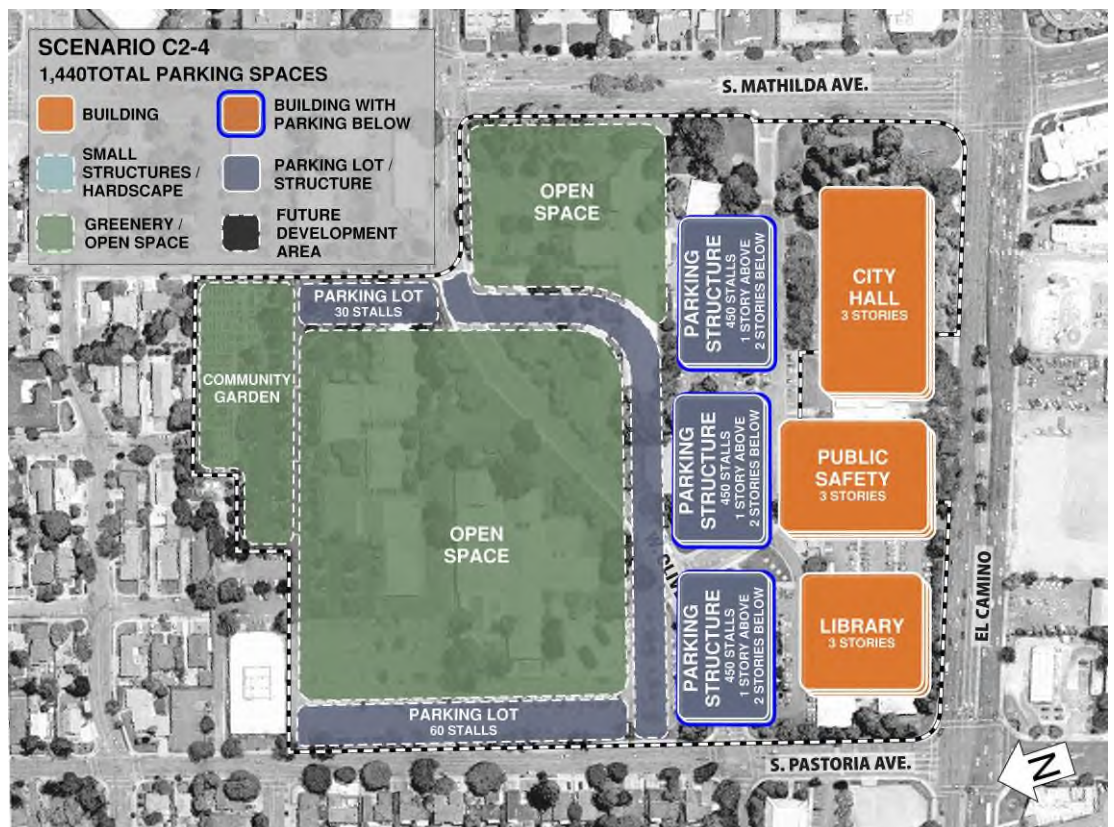 SCENARIO C2-4
1,440TOTAL PARKING SPACES
BUILDING
BUILDING WITH
PARKING BELOW
SMALL
STRUCTURES /
HARDSCAPE
PARKING LOT /
STRUCTURE
GREENERY /
OPEN SPACE
FUTURE
DEVELOPMENT
AREA
S. MATHILDA AVE.
OPEN
SPACE
PARKING
STRUCTURE
450 STALLS
1 STORY ABOVE
2 STORIES BELOW
CITY
HALL
3 STORIES
PARKING LOT
30 STALLS
COMMUNITY
GARDEN
PARKING
STRUCTURE
450 STALLS
1 STORY ABOVE
2 STORIES BELOW
PUBLIC
SAFETY
3 STORIES
OPEN
SPACE
PARKING
STRUCTURE
450 STALLS
1 STORY ABOVE
2 STORIES BELOW
LIBRARY
3 STORIES
EL CAMINO
PARKING LOT
60 STALLS
S. PASTORIA AVE.
N